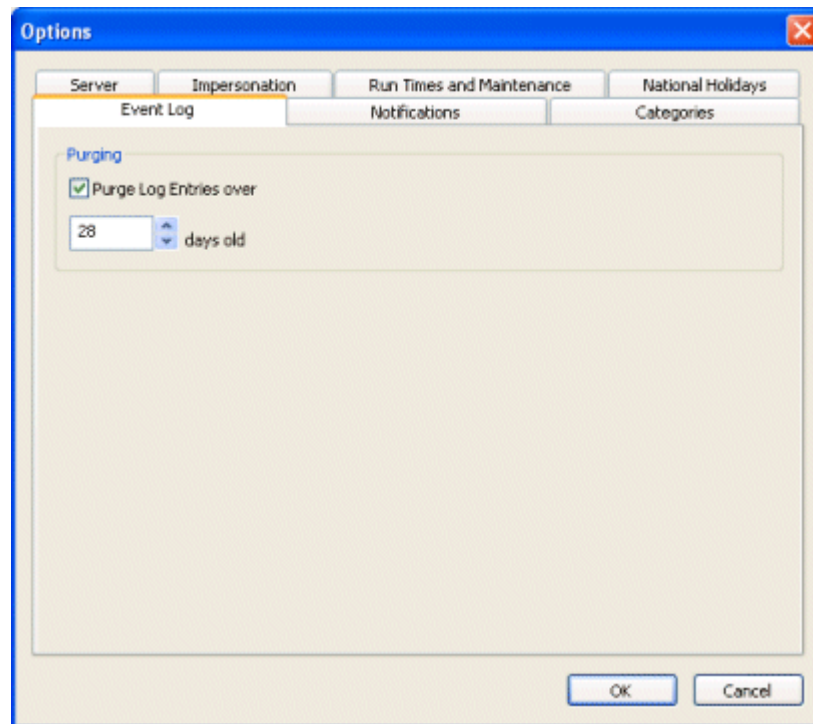 Options
Server Impersonation Run Times and Maintenance National Holidays
Event Log Notifications Categories
Purging
Purge Log Entries over
28 days old
OK Cancel